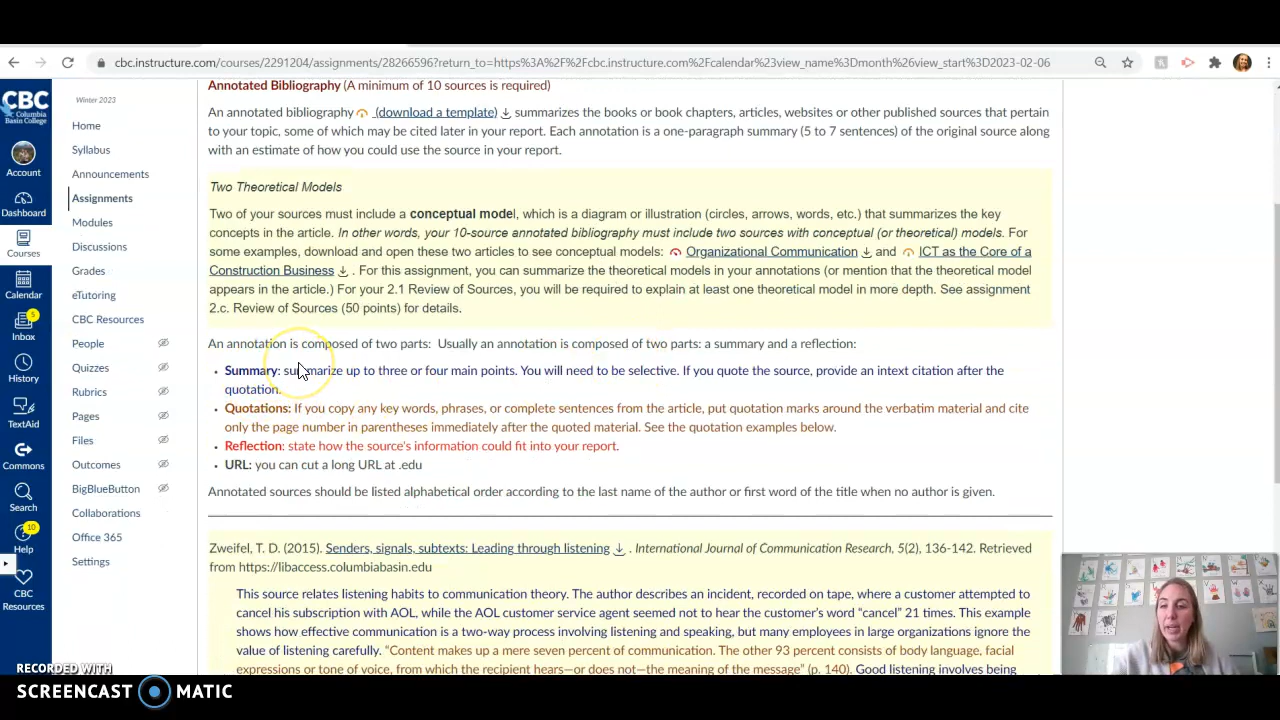 cbc.instructure.com/courses/2291204/assignments/28266596?return_to=https%3A%2F%2Fcbc.instructure.com%2Fcalendar%23view_name%3Dmonth%26view_start%3D2023-02-06
CBC
Columbia
Basin College
Account
Dashboard
Courses
Calendar
5
Inbox
History
TextAid
Commons
Search
10
Help
CBC
Resources
Winter 2023
Home
Syllabus
Announcements
Assignments
Modules
Discussions
Grades
eTutoring
CBC Resources
People
Quizzes
Rubrics
Pages
Files
Outcomes
BigBlueButton
Collaborations
Office 365
Settings
Annotated Bibliography (A minimum of 10 sources is required)
An annotated bibliography (download a template) summarizes the books or book chapters, articles, websites or other published sources that pertain
to your topic, some of which may be cited later in your report. Each annotation is a one-paragraph summary (5 to 7 sentences) of the original source along
with an estimate of how you could use the source in your report.
Two Theoretical Models
Two of your sources must include a conceptual model, which is a diagram or illustration (circles, arrows, words, etc.) that summarizes the key
concepts in the article. In other words, your 10-source annotated bibliography must include two sources with conceptual (or theoretical) models. For
some examples, download and open these two articles to see conceptual models: Organizational Communication and ICT as the Core of a
Construction Business . For this assignment, you can summarize the theoretical models in your annotations (or mention that the theoretical model
appears in the article.) For your 2.1 Review of Sources, you will be required to explain at least one theoretical model in more depth. See assignment
2.c. Review of Sources (50 points) for details.
An annotation is composed of two parts: Usually an annotation is composed of two parts: a summary and a reflection:
Summary: summarize up to three or four main points. You will need to be selective. If you quote the source, provide an intext citation after the
quotation.
Quotations: If you copy any key words, phrases, or complete sentences from the article, put quotation marks around the verbatim material and cite
only the page number in parentheses immediately after the quoted material. See the quotation examples below.
Reflection: state how the source's information could fit into your report.
URL: you can cut a long URL at .edu
Annotated sources should be listed alphabetical order according to the last name of the author or first word of the title when no author is given.
Zweifel, T. D. (2015). Senders, signals, subtexts: Leading through listening . International Journal of Communication Research, 5(2), 136-142. Retrieved
from https://libaccess.columbiabasin.edu
This source relates listening habits to communication theory. The author describes an incident, recorded on tape, where a customer attempted to
cancel his subscription with AOL, while the AOL customer service agent seemed not to hear the customer's word “cancel” 21 times. This example
shows how effective communication is a two-way process involving listening and speaking, but many employees in large organizations ignore the
value of listening carefully. “Content makes up a mere seven percent of communication. The other 93 percent consists of body language, facial
expressions or tone of voice, from which the recipient hears—or does not—the meaning of the message” (p. 140). Good listening involves being
RECORDED WITH
SCREENCAST MATIC